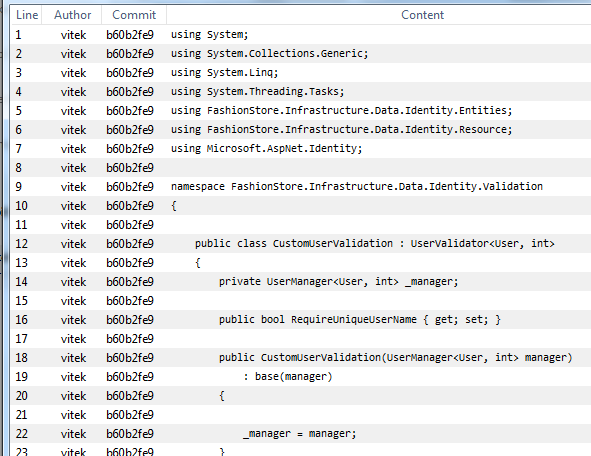 Line Author Commit Content
1 vitek b60b2fe9 using System;
2 vitek b60b2fe9 using System.Collections.Generic;
3 vitek b60b2fe9 using System.Linq;
4 vitek b60b2fe9 using System.Threading.Tasks;
5 vitek b60b2fe9 using FashionStore.Infrastructure.Data.Identity.Entities;
6 vitek b60b2fe9 using FashionStore.Infrastructure.Data.Identity.Resource;
7 vitek b60b2fe9 using Microsoft.AspNet.Identity;
8 vitek b60b2fe9
9 vitek b60b2fe9 namespace FashionStore.Infrastructure.Data.Identity.Validation
10 vitek b60b2fe9 {
11 vitek b60b2fe9
12 vitek b60b2fe9 public class CustomUserValidation : UserValidator<User, int>
13 vitek b60b2fe9 {
14 vitek b60b2fe9 private UserManager<User, int> _manager;
15 vitek b60b2fe9
16 vitek b60b2fe9 public bool RequireUniqueUserName { get; set; }
17 vitek b60b2fe9
18 vitek b60b2fe9 public CustomUserValidation(UserManager<User, int> manager)
19 vitek b60b2fe9 : base(manager)
20 vitek b60b2fe9 {
21 vitek b60b2fe9
22 vitek b60b2fe9 _manager = manager;
23 vitek b60b2fe9 }